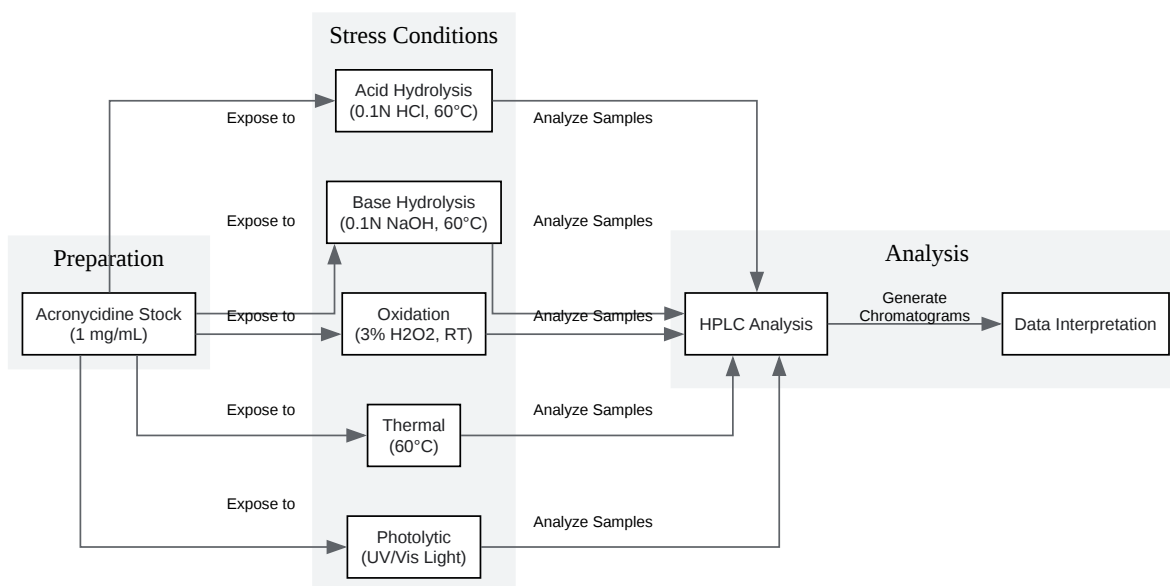 Stress Conditions
Acid Hydrolysis
(0.1N HCl, 60°C)
Expose to
Analyze Samples
Base Hydrolysis
(0.1N NaOH, 60°C)
Expose to
Analyze Samples
Preparation
Analysis
Acronycidine Stock
(1 mg/mL)
Expose to
Oxidation
(3% H2O2, RT)
Analyze Samples
HPLC Analysis
Generate
Chromatograms
Data Interpretation
Expose to
Thermal
(60°C)
Analyze Samples
Expose to
Photolytic
(UV/Vis Light)
Analyze Samples